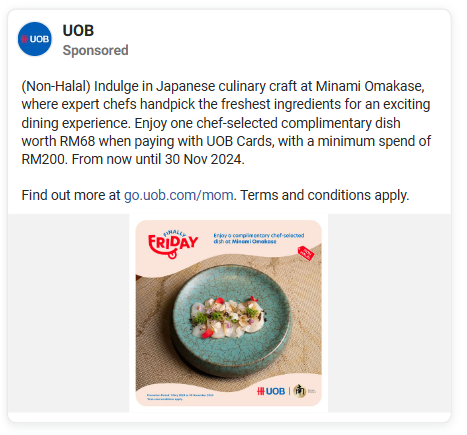 UOB
UOB
Sponsored
(Non-Halal) Indulge in Japanese culinary craft at Minami Omakase,
where expert chefs handpick the freshest ingredients for an exciting
dining experience. Enjoy one chef-selected complimentary dish
worth RM68 when paying with UOB Cards, with a minimum spend of
RM200. From now until 30 Nov 2024.
Find out more at go.uob.com/mom. Terms and conditions apply.
FINALLY
FRIDAY
Enjoy a complimentary chef-selected
dish at Minami Omakase
UOB